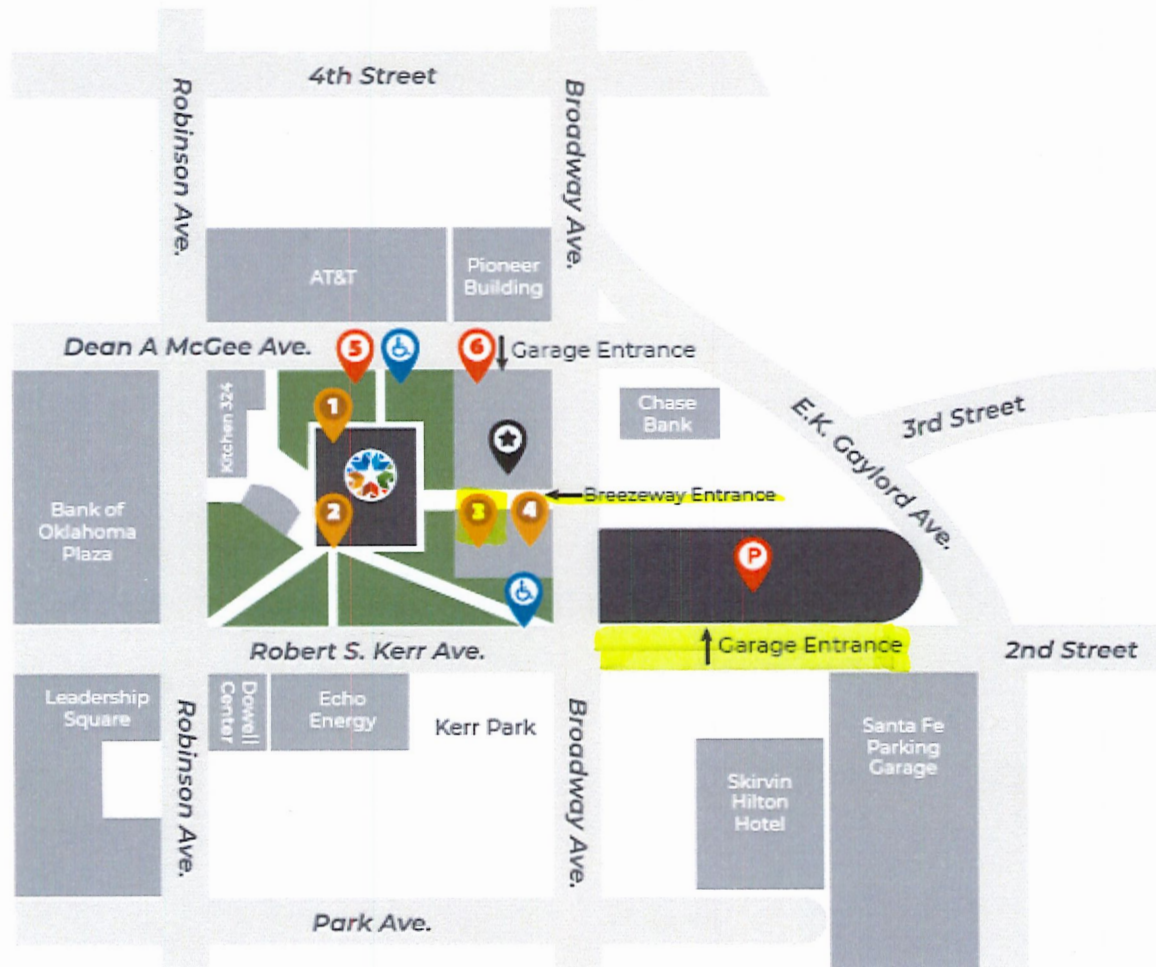 4th Street
Robinson Ave.
Broadway Ave.
AT&T
Pioneer
Building
Dean A McGee Ave.
5
6
Garage Entrance
1
Kitchen 324
Chase
Bank
E.K. Gaylord Ave.
3rd Street
Bank of
Oklahoma
Plaza
2
3
4
Breezeway Entrance
P
Robert S. Kerr Ave.
Garage Entrance
2nd Street
Leadership
Square
Robinson Ave.
Dowell
Center
Echo
Energy
Kerr Park
Broadway Ave.
Santa Fe
Parking
Garage
Skirvin
Hilton
Hotel
Park Ave.